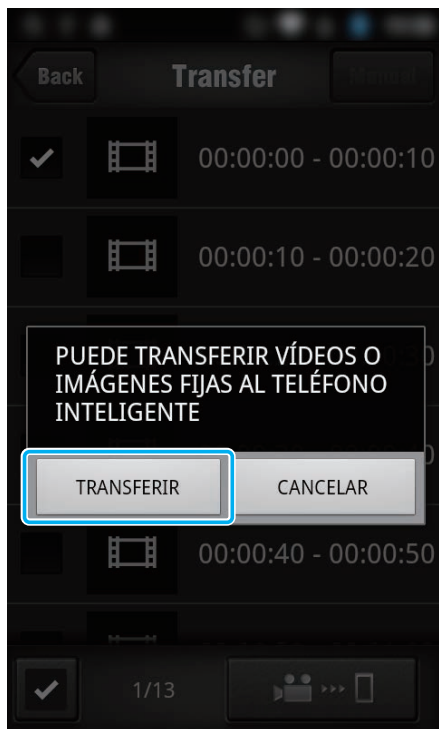 Back Transfer Manual
00:00:00 - 00:00:10
00:00:10 - 00:00:20
PUEDE TRANSFERIR VÍDEOS O
IMÁGENES FIJAS AL TELÉFONO
INTELIGENTE
TRANSFERIR CANCELAR
00:00:40 - 00:00:50
1/13